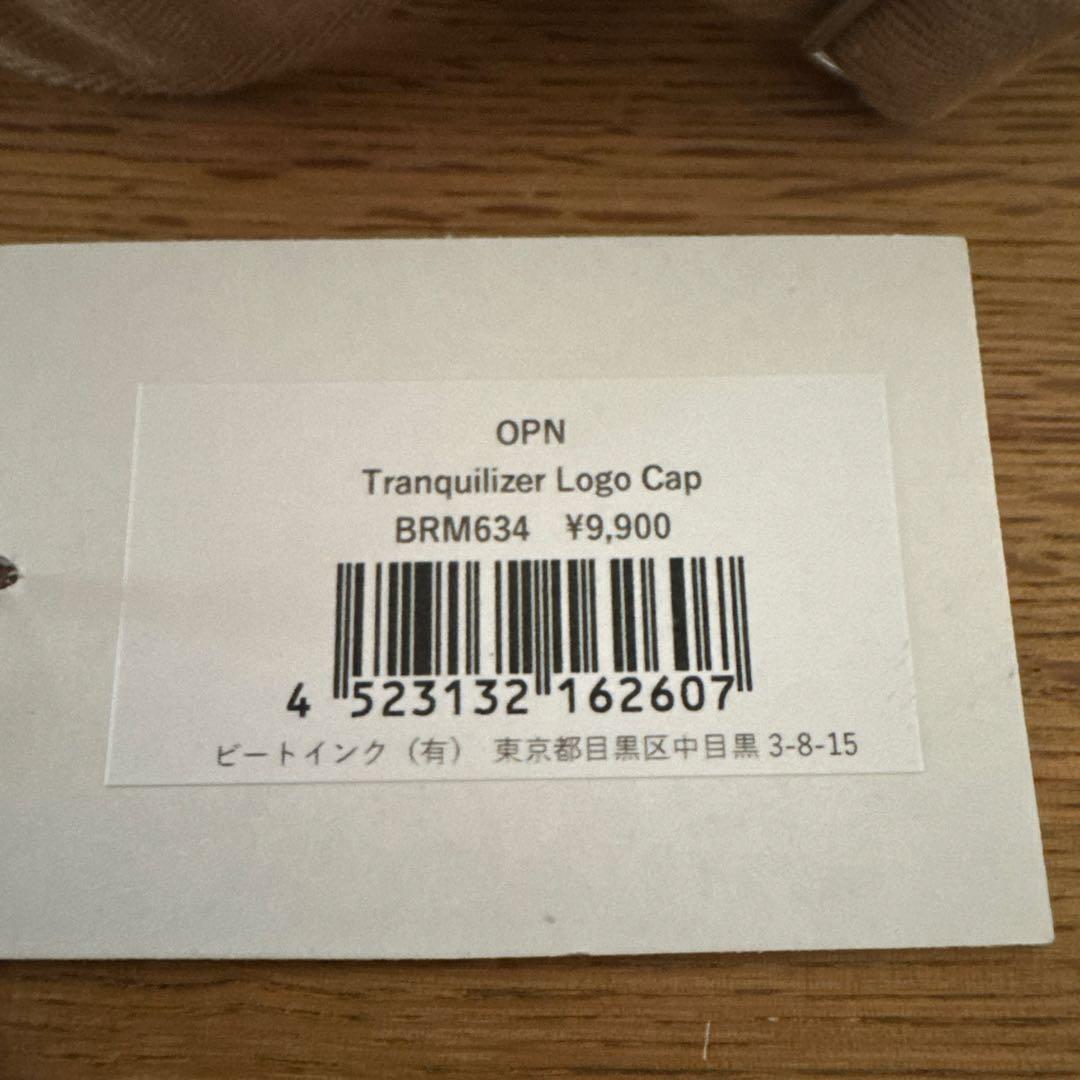 OPN
Tranquilizer Logo Cap
BRM634 ¥9,900
4 523132 162607
ビートインク（有） 東京都目黒区中目黒 3-8-15